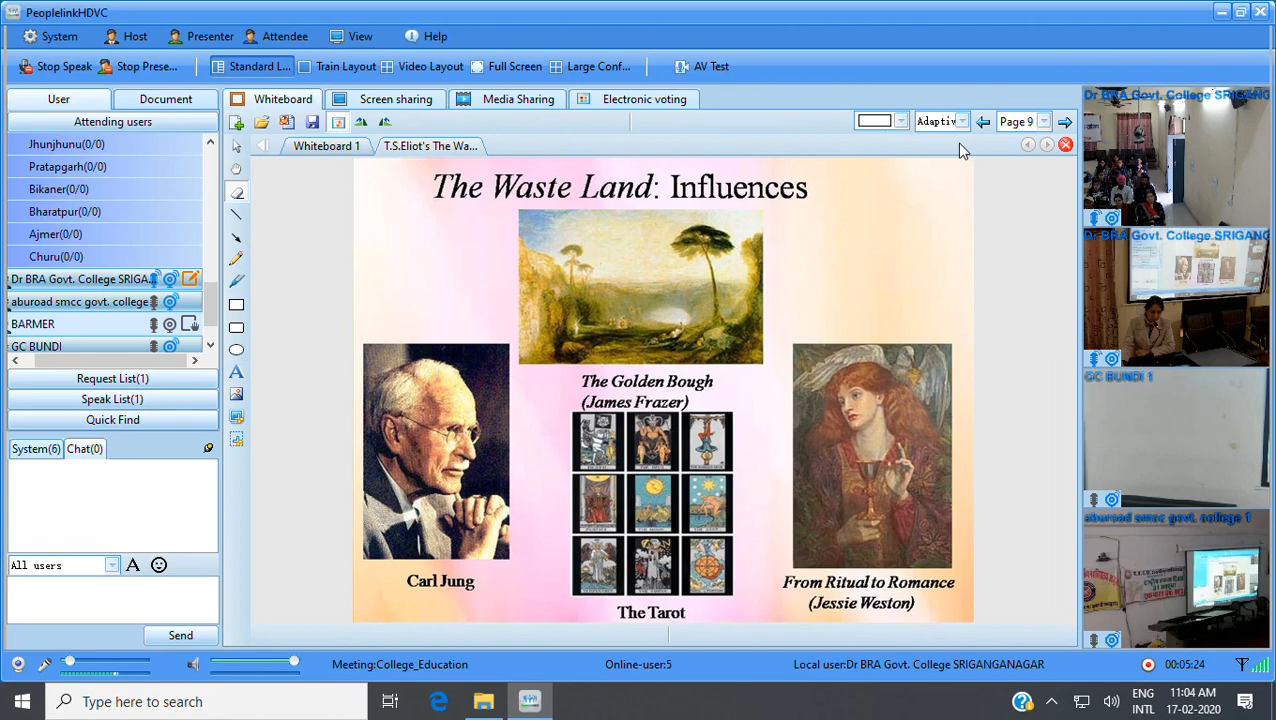 PeoplelinkHDVC
System Host Presenter Attendee View Help
Stop Speak Stop Prese... Standard L... Train Layout Video Layout Full Screen Large Conf... AV Test
User Document Whiteboard Screen sharing Media Sharing Electronic voting
Attending users
Adaptiv Page 9
Whiteboard 1 T.S.Eliot's The Wa...
Jhunjhunu(0/0)
Pratapgarh(0/0)
Bikaner(0/0)
Bharatpur(0/0)
Ajmer(0/0)
Churu(0/0)
Dr BRA Govt. College SRIGA...
aburoad smcc govt. college
BARMER
GC BUNDI
Request List(1)
Speak List(1)
Quick Find
System(6) Chat(0)
All users
Send
The Waste Land: Influences
The Golden Bough
(James Frazer)
Carl Jung
The Tarot
From Ritual to Romance
(Jessie Weston)
Dr BRA Govt. College SRIGANG
Dr BRA Govt. College SRIGANG
GC BUNDI 1
aburoad smcc govt. college 1
Meeting:College_Education Online-user:5 Local user:Dr BRA Govt. College SRIGANGANAGAR 00:05:24
Type here to search
ENG
INTL
11:04 AM
17-02-2020